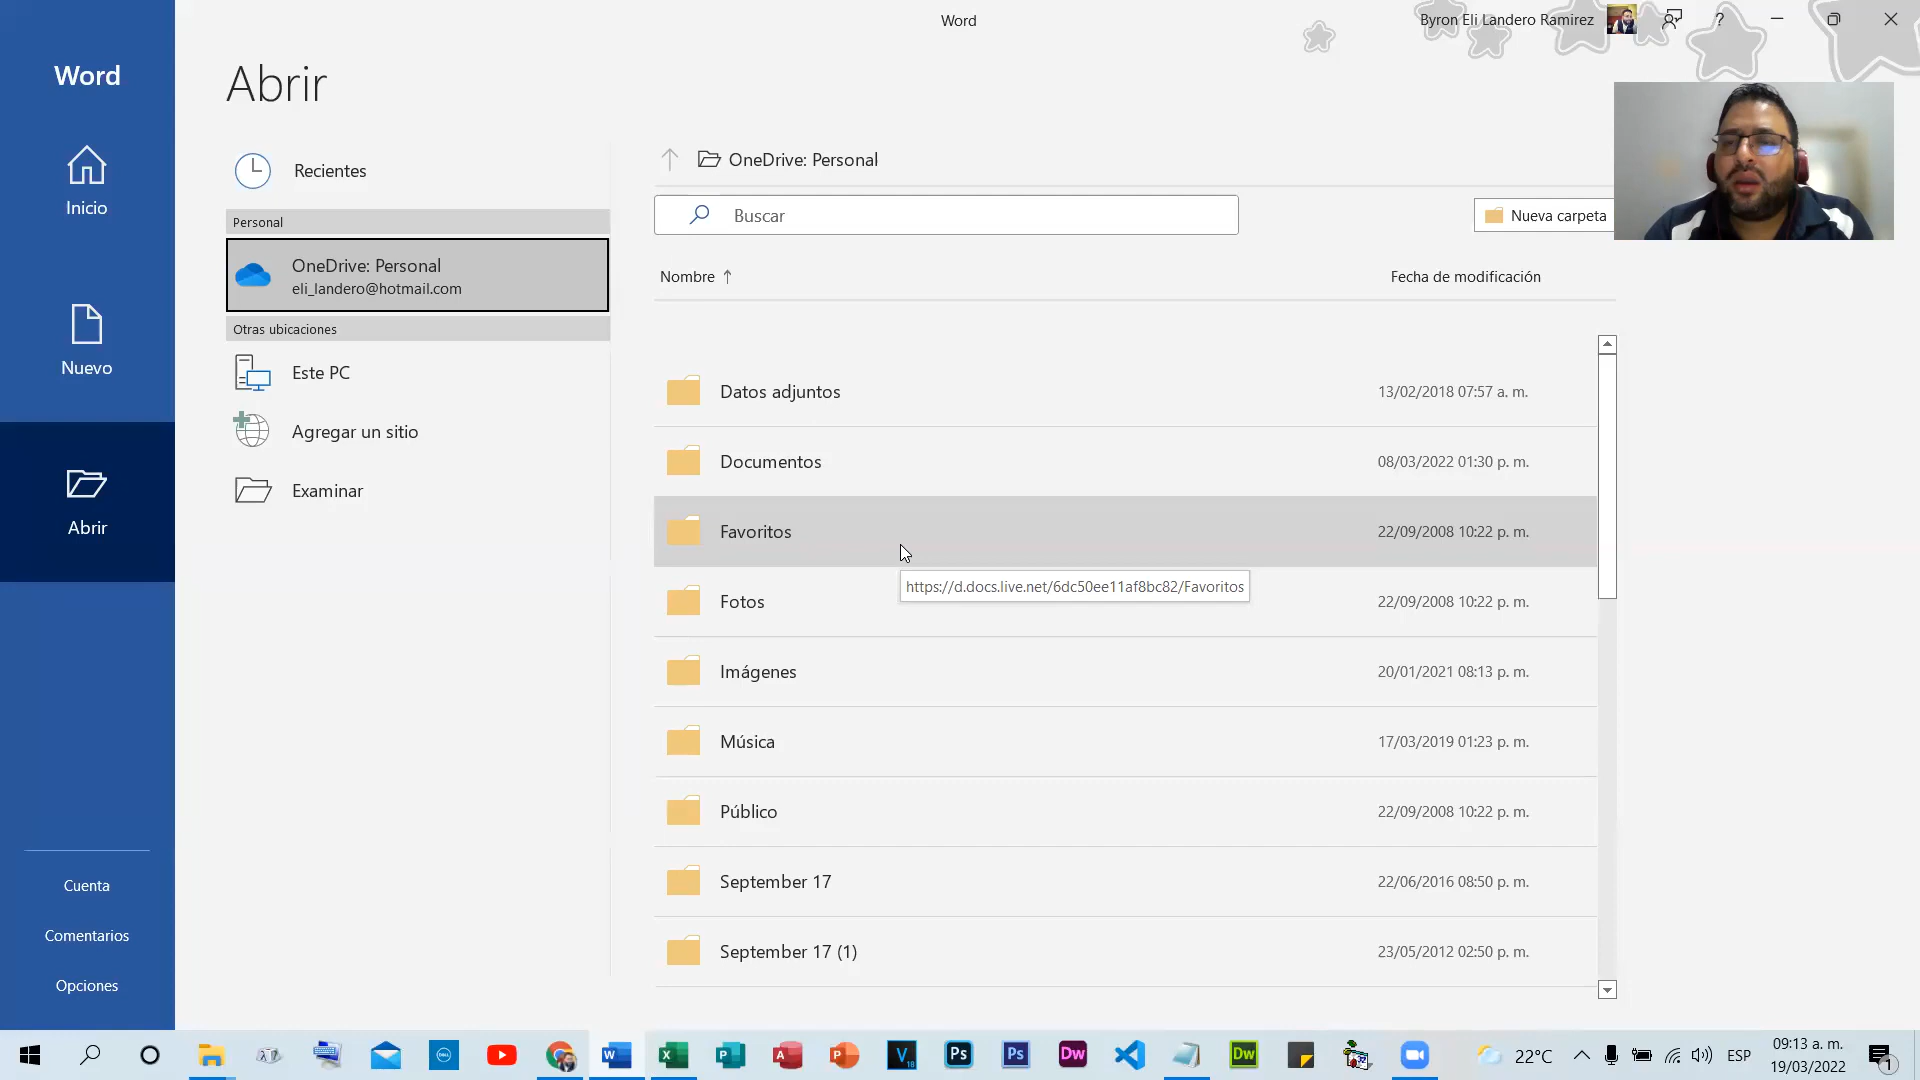 Word
Byron Eli Landero Ramirez
?
Word
Inicio
Nuevo
Abrir
Cuenta
Comentarios
Opciones
Abrir
Recientes
Personal
OneDrive: Personal
eli_landero@hotmail.com
Otras ubicaciones
Este PC
Agregar un sitio
Examinar
OneDrive: Personal
Buscar
Nueva carpeta
Nombre ↑
Fecha de modificación
Datos adjuntos 13/02/2018 07:57 a. m.
Documentos 08/03/2022 01:30 p. m.
Favoritos 22/09/2008 10:22 p. m.
https://d.docs.live.net/6dc50ee11af8bc82/Favoritos
Fotos 22/09/2008 10:22 p. m.
Imágenes 20/01/2021 08:13 p. m.
Música 17/03/2019 01:23 p. m.
Público 22/09/2008 10:22 p. m.
September 17 22/06/2016 08:50 p. m.
September 17 (1) 23/05/2012 02:50 p. m.
22°C
ESP
09:13 a. m.
19/03/2022
1